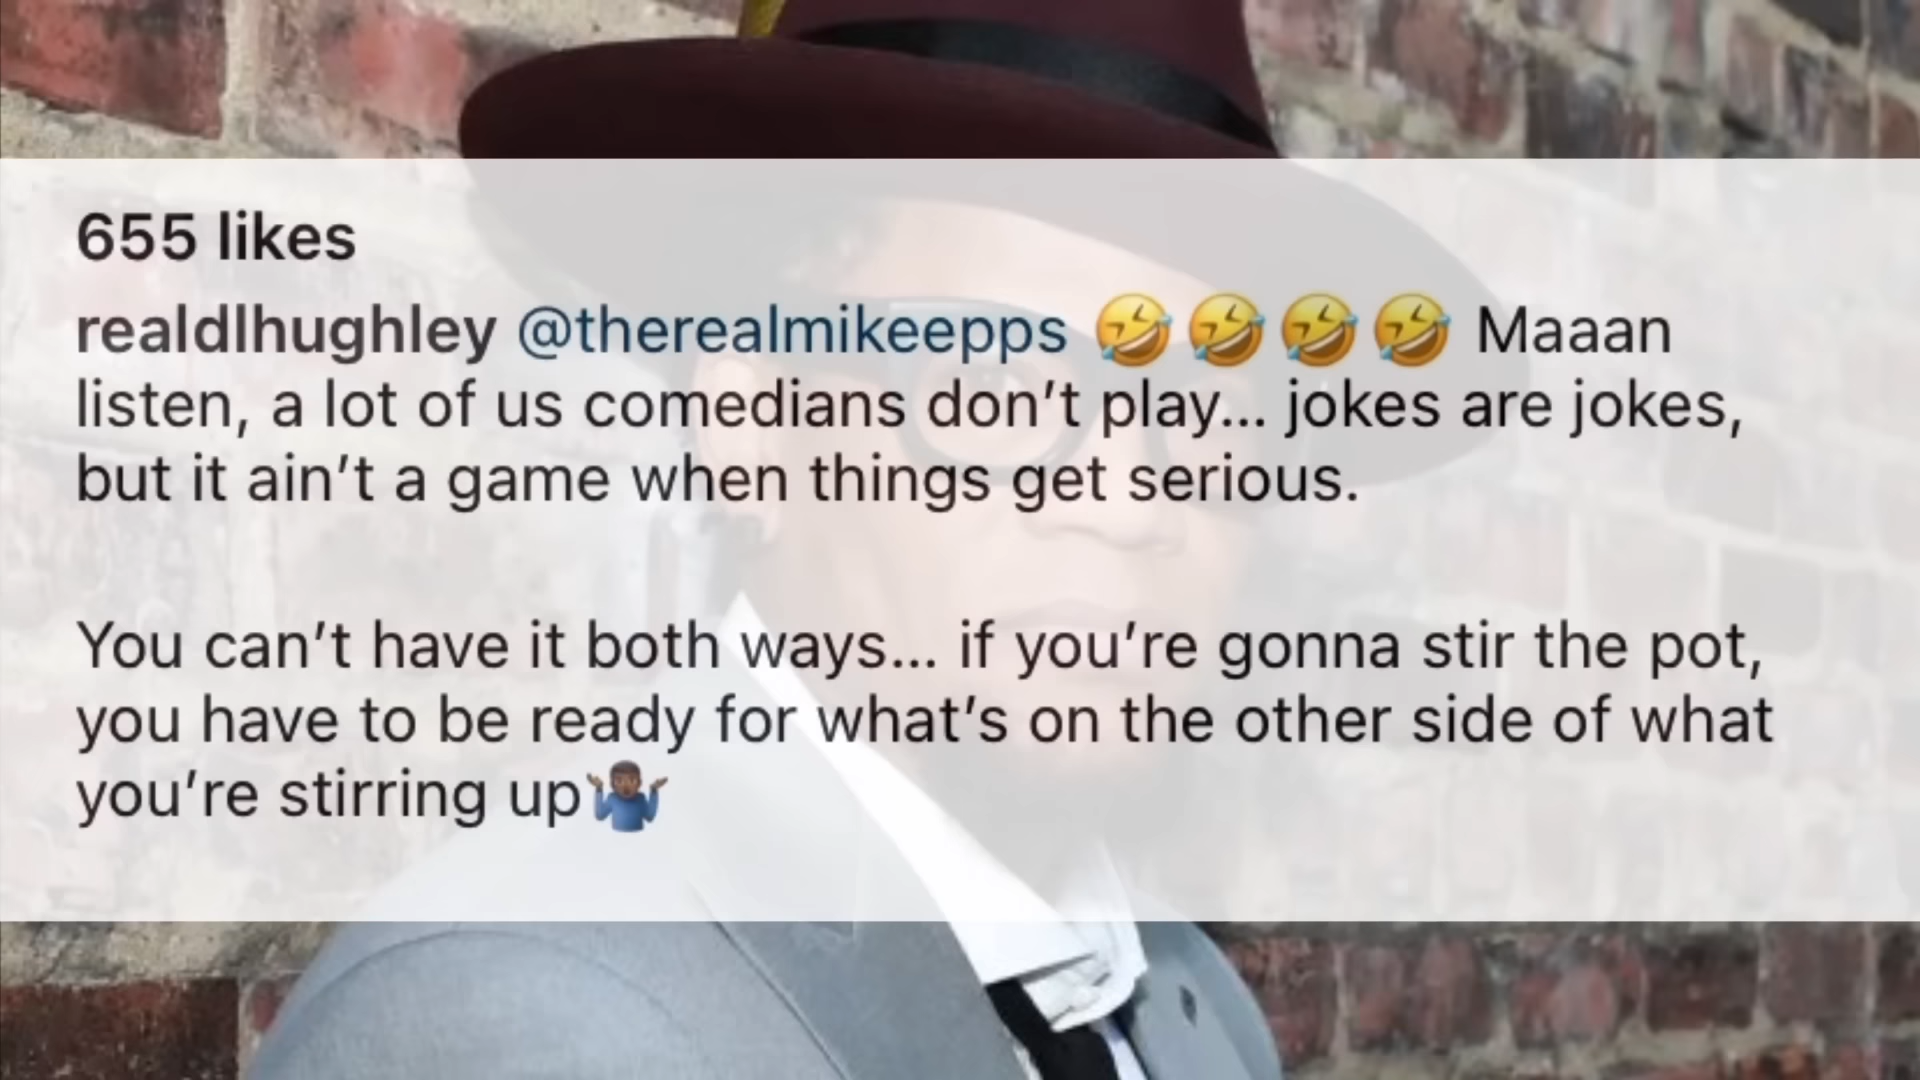 655 likes
realdlhughley @therealmikeepps 🤣🤣🤣🤣 Maaan
listen, a lot of us comedians don’t play... jokes are jokes,
but it ain’t a game when things get serious.
You can’t have it both ways... if you’re gonna stir the pot,
you have to be ready for what’s on the other side of what
you’re stirring up🤷🏾‍♂️